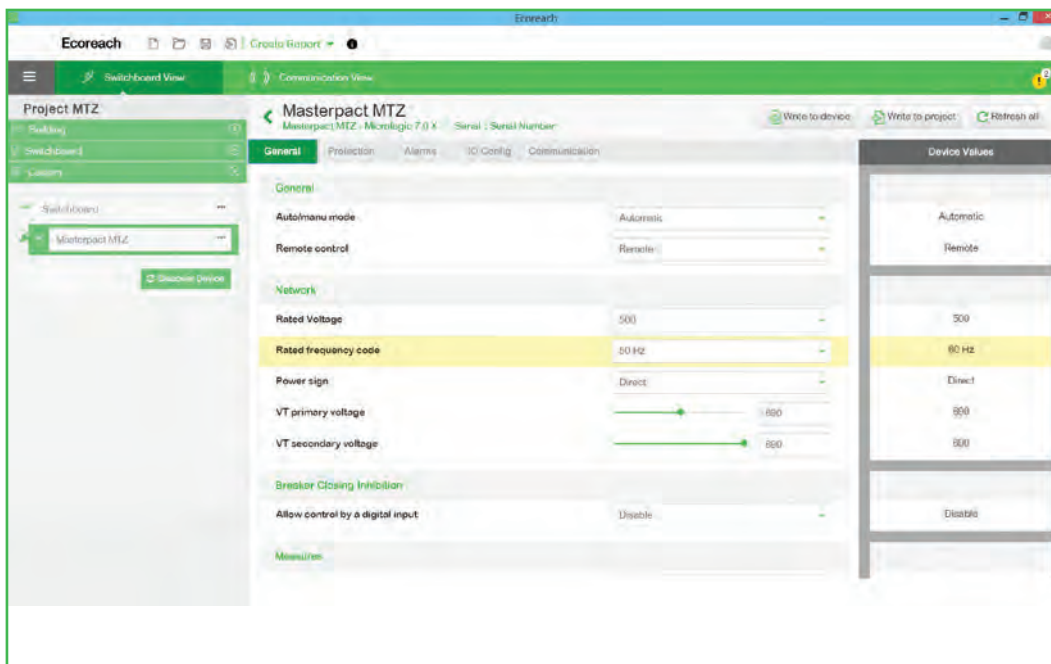 Ecoreach
Ecoreach Create Report
Switchboard View Communication View 2
Project MTZ
Building
Switchboard
Masterpact MTZ
Masterpact MTZ - Micrologic 7.0 X Serial : Serial Number
Write to device Write to project Refresh all
Switchboard ...
Masterpact MTZ ...
Discover Device
General Protection Alarms IO Config Communication Device Values
General
Auto/manu mode Automatic Automatic
Remote control Remote Remote
Network
Rated Voltage 500 500
Rated frequency code 50 Hz 60 Hz
Power sign Direct Direct
VT primary voltage 690 690
VT secondary voltage 690 690
Breaker Closing Inhibition
Allow control by a digital input Disable Disable
Measures